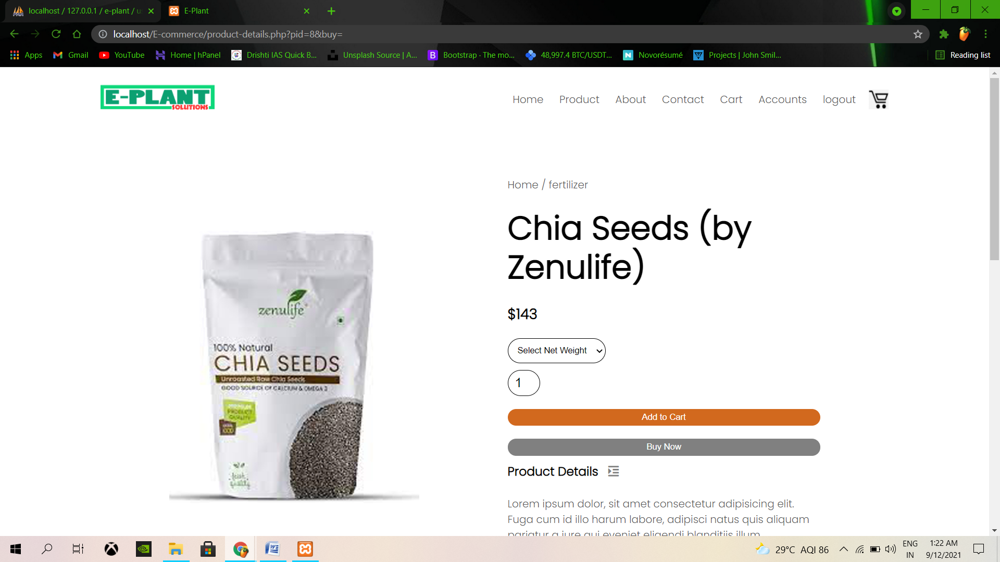 localhost / 127.0.0.1 / e-plant / u
E-Plant
localhost/E-commerce/product-details.php?pid=8&buy=
Apps
Gmail
YouTube
Home | hPanel
Drishti IAS Quick B...
Unsplash Source | A...
Bootstrap · The mo...
48,997.4 BTC/USDT...
Novorésumé
Projects | John Smil...
Reading list
E-PLANT
SOLUTIONS
Home
Product
About
Contact
Cart
Accounts
logout
Home / fertilizer
Chia Seeds (by
Zenulife)
$143
Select Net Weight
1
Add to Cart
Buy Now
Product Details
Lorem ipsum dolor, sit amet consectetur adipisicing elit.
Fuga cum id illo harum labore, adipisci natus quis aliquam
pariatur a iure qui eveniet eligendi blanditiis illum
zenulife
100% Natural
CHIA SEEDS
Unroasted Raw Chia Seeds
GOOD SOURCE OF CALCIUM & OMEGA 3
PREMIUM
PRODUCT
QUALITY
29°C AQI 86
ENG
IN
1:22 AM
9/12/2021